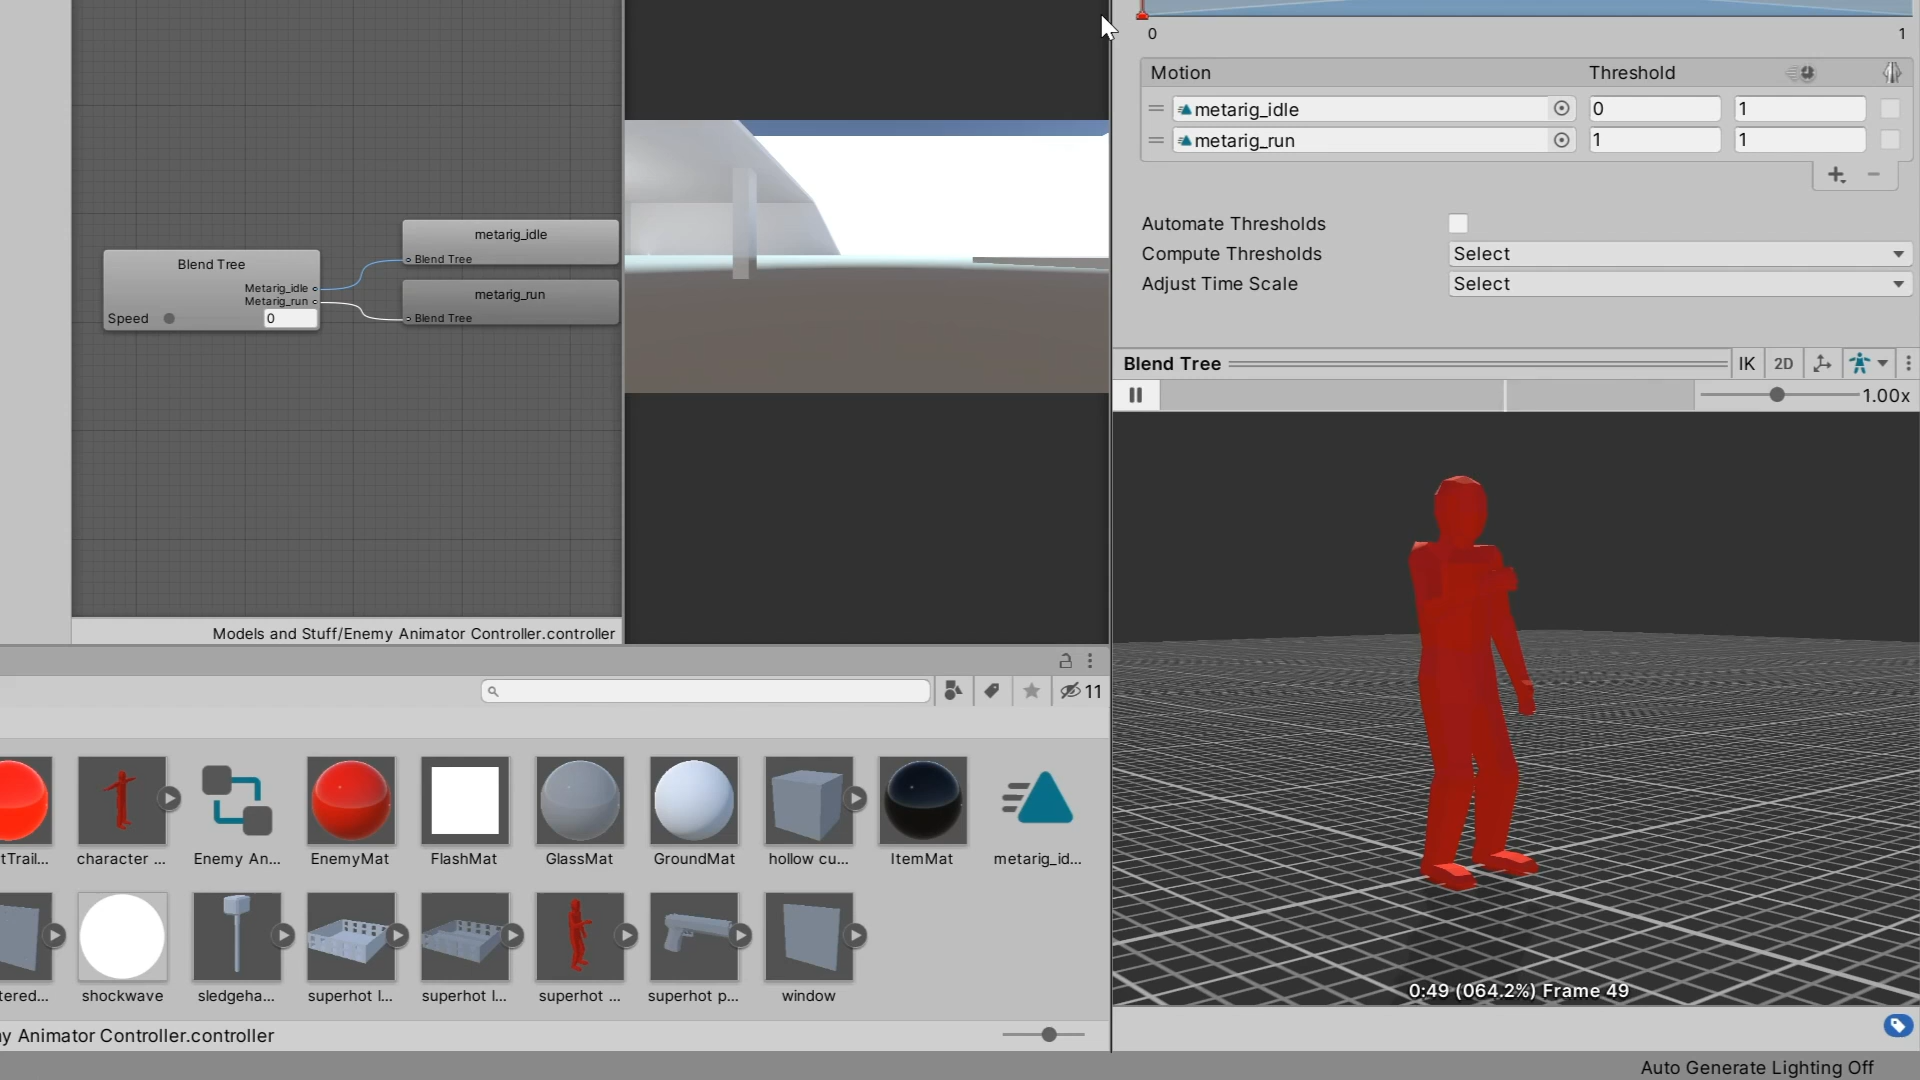 0 1
Motion Threshold
metarig_idle 0 1
metarig_run 1 1
Automate Thresholds
Compute Thresholds Select
Adjust Time Scale Select
Blend Tree IK 2D
1.00x
0:49 (064.2%) Frame 49
Blend Tree
Metarig_idle
Metarig_run
Speed 0
metarig_idle
Blend Tree
metarig_run
Blend Tree
Models and Stuff/Enemy Animator Controller.controller
11
tTrail... character ... Enemy An... EnemyMat FlashMat GlassMat GroundMat hollow cu... ItemMat metarig_id...
tered... shockwave sledgeha... superhot l... superhot l... superhot ... superhot p... window
y Animator Controller.controller
Auto Generate Lighting Off